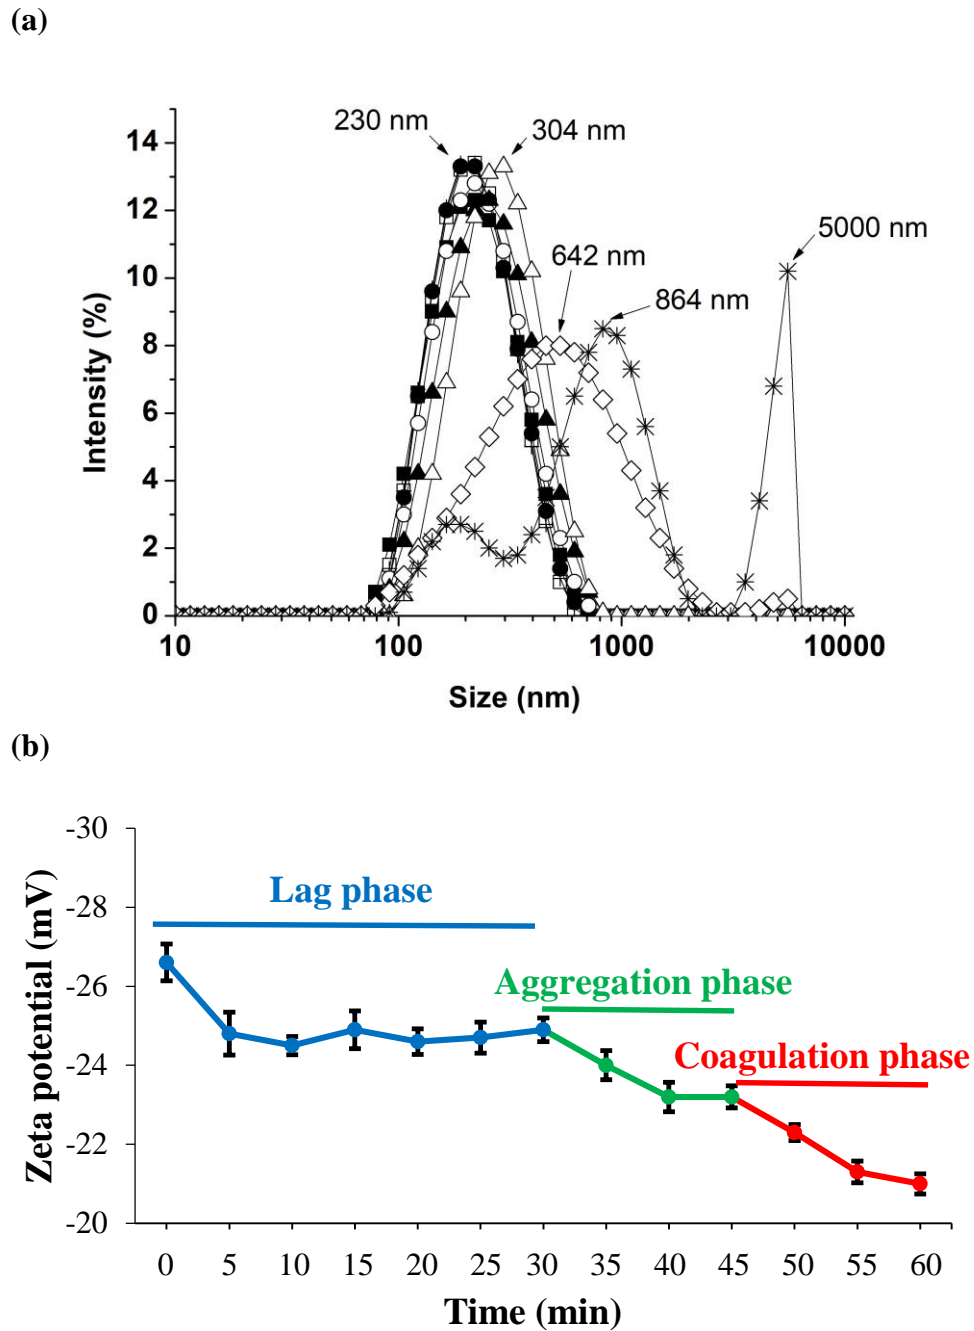 (a)
230 nm
304 nm
642 nm
864 nm
5000 nm
Intensity (%)
14
12
10
8
6
4
2
0
10
100
1000
10000
Size (nm)
(b)
Zeta potential (mV)
-30
-28
-26
-24
-22
-20
Lag phase
Aggregation phase
Coagulation phase
0 5 10 15 20 25 30 35 40 45 50 55 60
Time (min)